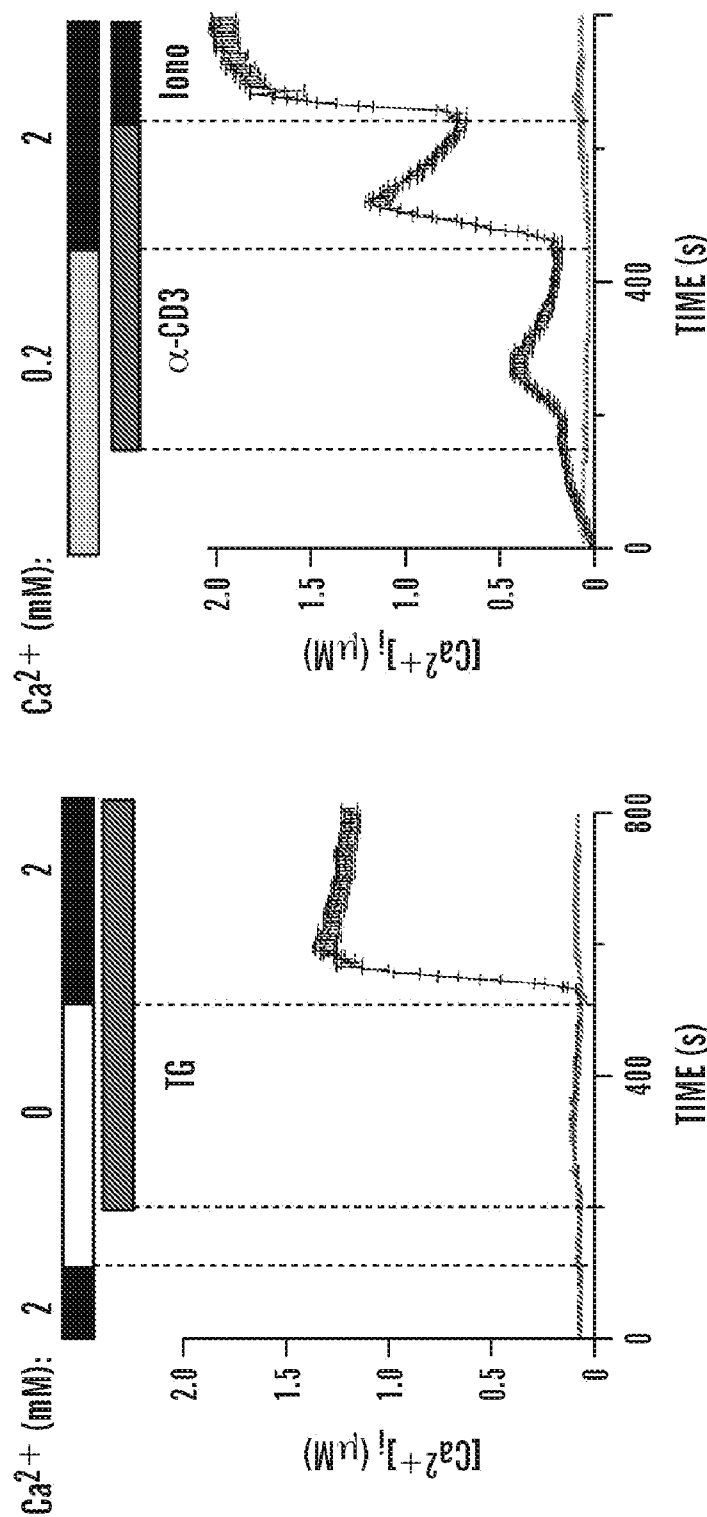 Ca2+ (mM): 2 0 2
TG
2.0
1.5
1.0
0.5
0
[Ca2+]i (μM)
0 400 800
TIME (s)
Ca2+ (mM): 0.2 2
α-CD3 Iono
2.0
1.5
1.0
0.5
0
[Ca2+]i (μM)
0 400
TIME (s)